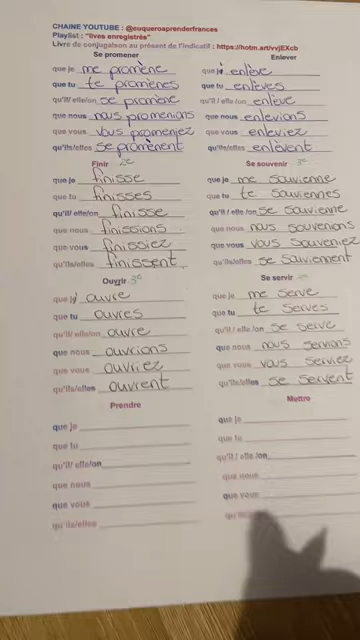 CHAINE YOUTUBE : @euqueroaprenderfrances
Playlist : "lives enregistrés"
Livre de conjugaison au présent de l'indicatif : https://hotm.art/vvjEXcb
Se promener
que je me promène
que tu te promènes
qu'il/ elle/on se promène
que nous nous promenions
que vous vous promeniez
qu'ils/elles se promènent
Enlever
que j' enlève
que tu enlèves
qu'il / elle /on enlève
que nous enlevions
que vous enleviez
qu'ils/elles enlèvent
Finir 2e
que je finisse
que tu finisses
qu'il/ elle/on finisse
que nous finissions
que vous finissiez
qu'ils/elles finissent
Se souvenir 3e
que je me souvienne
que tu te souviennes
qu'il / elle /on se souvienne
que nous nous souvenions
que vous vous souveniez
qu'ils/elles se souviennent
Ouvrir 3e
que j' ouvre
que tu ouvres
qu'il/ elle/on ouvre
que nous ouvrions
que vous ouvriez
qu'ils/elles ouvrent
Se servir
que je me serve
que tu te serves
qu'il / elle /on se serve
que nous nous servions
que vous vous serviez
qu'ils/elles se servent
Prendre
que je
que tu
qu'il/ elle/on
que nous
que vous
qu'ils/elles
Mettre
que je
que tu
qu'il / elle /on
que nous
que vous